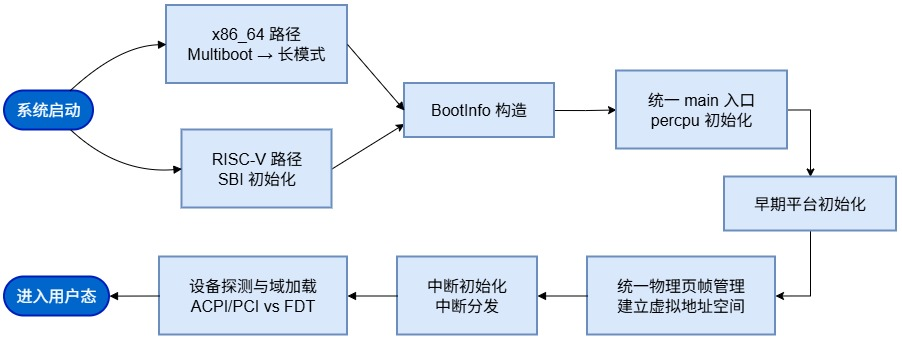 系统启动
x86_64 路径
Multiboot → 长模式
RISC-V 路径
SBI 初始化
BootInfo 构造
统一 main 入口
percpu 初始化
早期平台初始化
统一物理页帧管理
建立虚拟地址空间
中断初始化
中断分发
设备探测与域加载
ACPI/PCI vs FDT
进入用户态